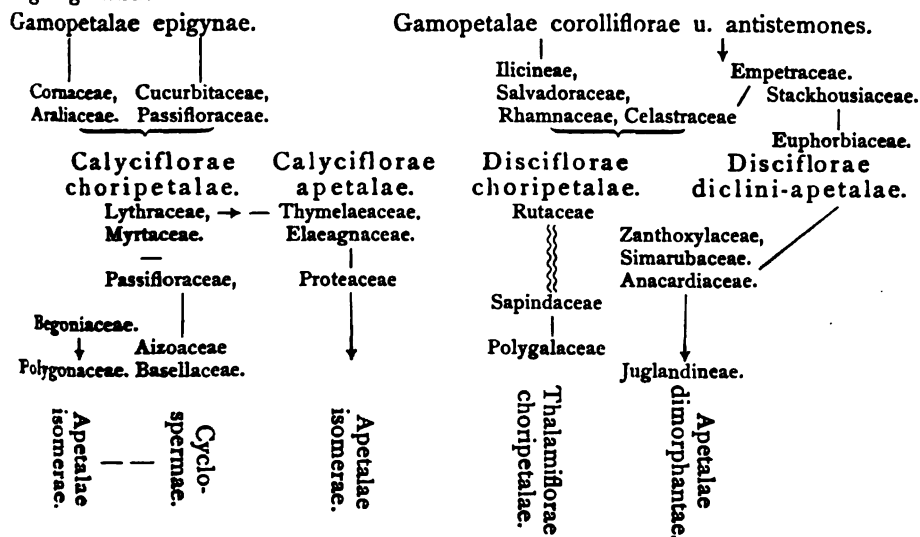 Gamopetalae epigynae.
Gamopetalae corolliflorae u. antistemones.
Cornaceae,
Araliaceae.
Cucurbitaceae,
Passifloraceae.
Ilicineae,
Salvadoraceae,
Rhamnaceae, Celastraceae
Empetraceae.
Stackhousiaceae.
Euphorbiaceae.
Calyciflorae
choripetalae.
Calyciflorae
apetalae.
Disciflorae
choripetalae.
Disciflorae
diclini-apetalae.
Lythraceae,
Myrtaceae.
Thymelaeaceae.
Elaeagnaceae.
Rutaceae
Zanthoxylaceae,
Simarubaceae.
Anacardiaceae.
Passifloraceae,
Proteaceae
Sapindaceae
Begoniaceae.
Polygonaceae.
Aizoaceae
Basellaceae.
Polygalaceae
Juglandineae.
Apetalae
isomerae.
Cyclo-
spermae.
Apetalae
isomerae.
Thalamiflorae
choripetalae.
Apetalae
dimorphantae.